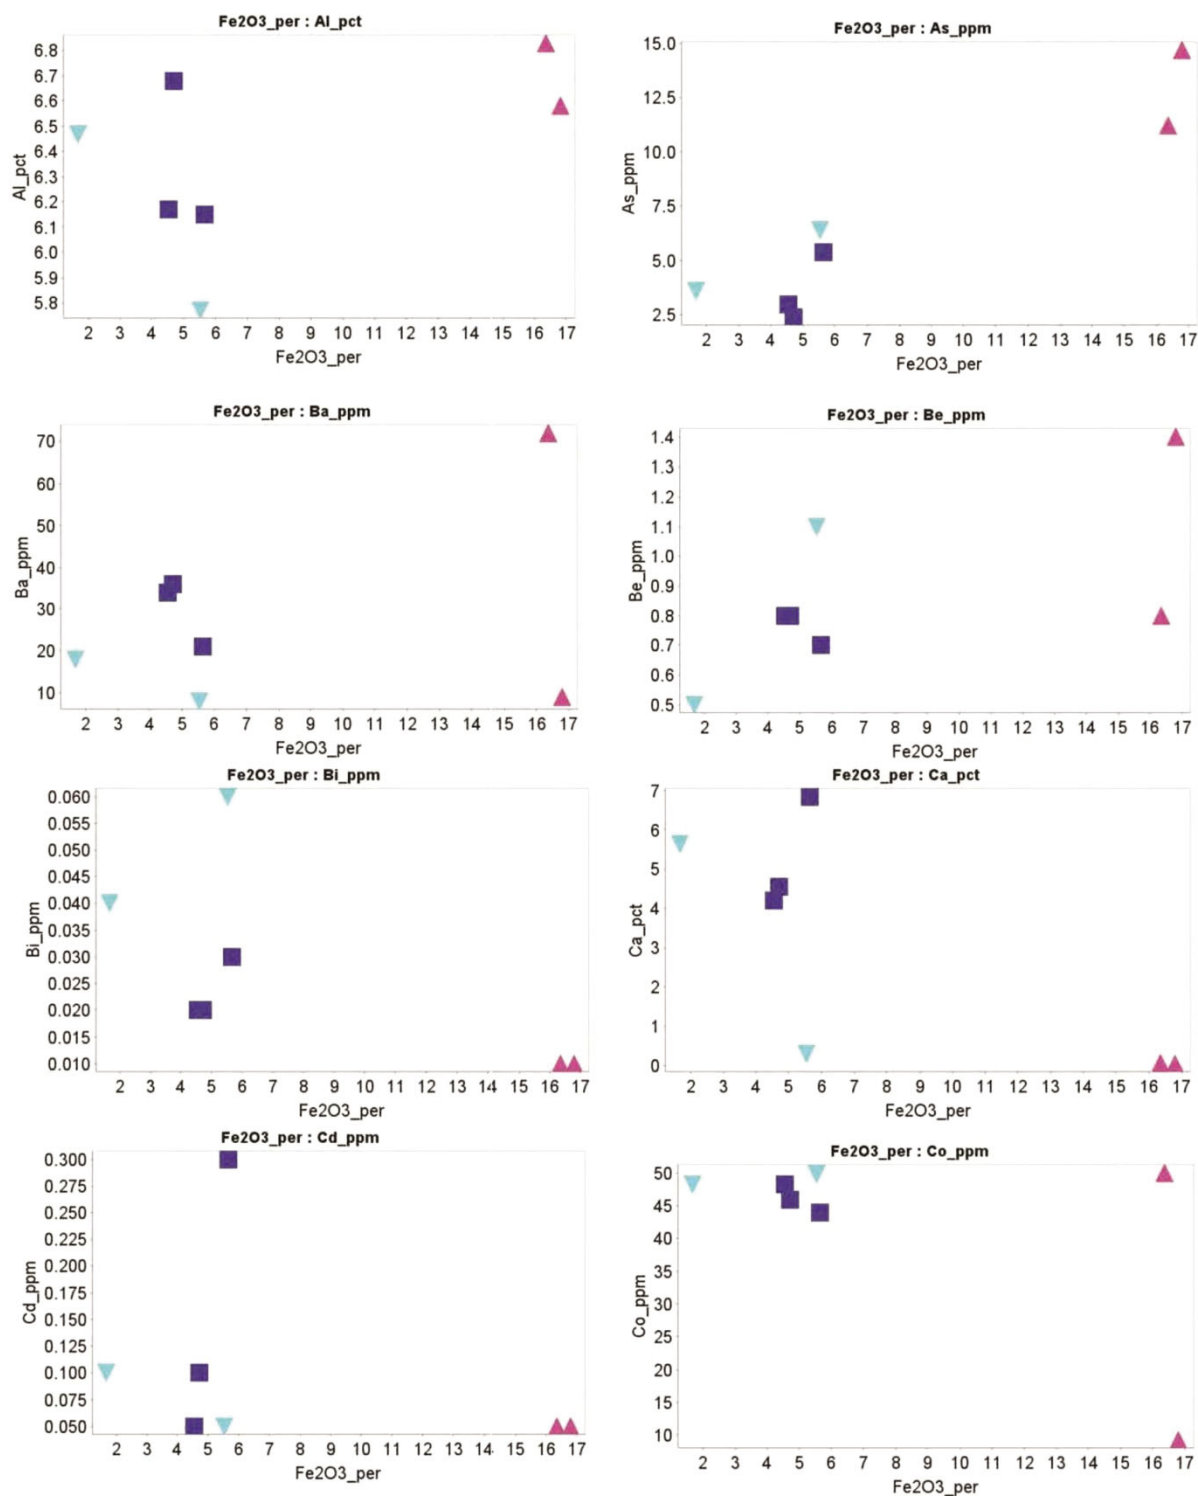 Fe2O3_per : Al_pct
6.8
6.7
6.6
6.5
6.4
6.3
6.2
6.1
6.0
5.9
5.8
Al_pct
2 3 4 5 6 7 8 9 10 11 12 13 14 15 16 17
Fe2O3_per
Fe2O3_per : As_ppm
15.0
12.5
10.0
7.5
5.0
2.5
As_ppm
2 3 4 5 6 7 8 9 10 11 12 13 14 15 16 17
Fe2O3_per
Fe2O3_per : Ba_ppm
70
60
50
40
30
20
10
Ba_ppm
2 3 4 5 6 7 8 9 10 11 12 13 14 15 16 17
Fe2O3_per
Fe2O3_per : Be_ppm
1.4
1.3
1.2
1.1
1.0
0.9
0.8
0.7
0.6
0.5
Be_ppm
2 3 4 5 6 7 8 9 10 11 12 13 14 15 16 17
Fe2O3_per
Fe2O3_per : Bi_ppm
0.060
0.055
0.050
0.045
0.040
0.035
0.030
0.025
0.020
0.015
0.010
Bi_ppm
2 3 4 5 6 7 8 9 10 11 12 13 14 15 16 17
Fe2O3_per
Fe2O3_per : Ca_pct
7
6
5
4
3
2
1
0
Ca_pct
2 3 4 5 6 7 8 9 10 11 12 13 14 15 16 17
Fe2O3_per
Fe2O3_per : Cd_ppm
0.300
0.275
0.250
0.225
0.200
0.175
0.150
0.125
0.100
0.075
0.050
Cd_ppm
2 3 4 5 6 7 8 9 10 11 12 13 14 15 16 17
Fe2O3_per
Fe2O3_per : Co_ppm
50
45
40
35
30
25
20
15
10
Co_ppm
2 3 4 5 6 7 8 9 10 11 12 13 14 15 16 17
Fe2O3_per